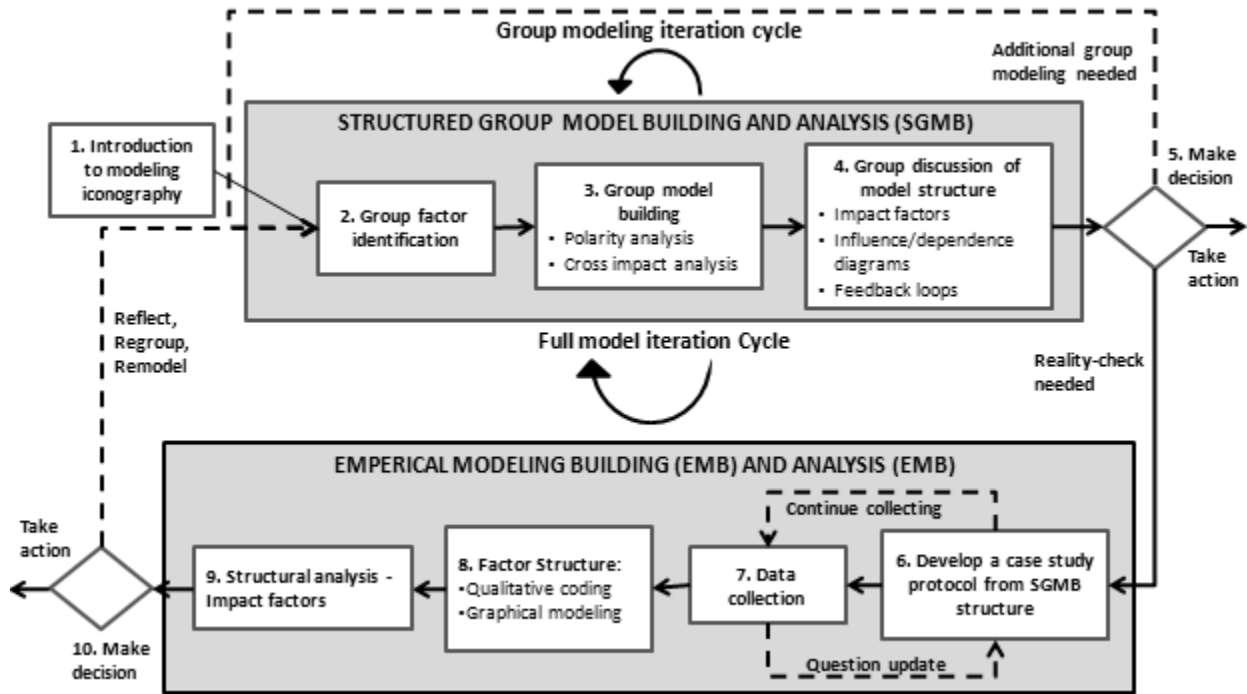 Group modeling iteration cycle
Additional group
modeling needed
STRUCTURED GROUP MODEL BUILDING AND ANALYSIS (SGMB)
1. Introduction
to modeling
iconography
2. Group factor
identification
3. Group model
building
• Polarity analysis
• Cross impact analysis
4. Group discussion of
model structure
• Impact factors
• Influence/dependence
diagrams
• Feedback loops
5. Make
decision
Take
action
Reflect,
Regroup,
Remodel
Full model iteration Cycle
Reality-check
needed
EMPERICAL MODELING BUILDING (EMB) AND ANALYSIS (EMB)
Continue collecting
6. Develop a case study
protocol from SGMB
structure
7. Data
collection
Question update
8. Factor Structure:
•Qualitative coding
•Graphical modeling
9. Structural analysis -
Impact factors
Take
action
10. Make
decision